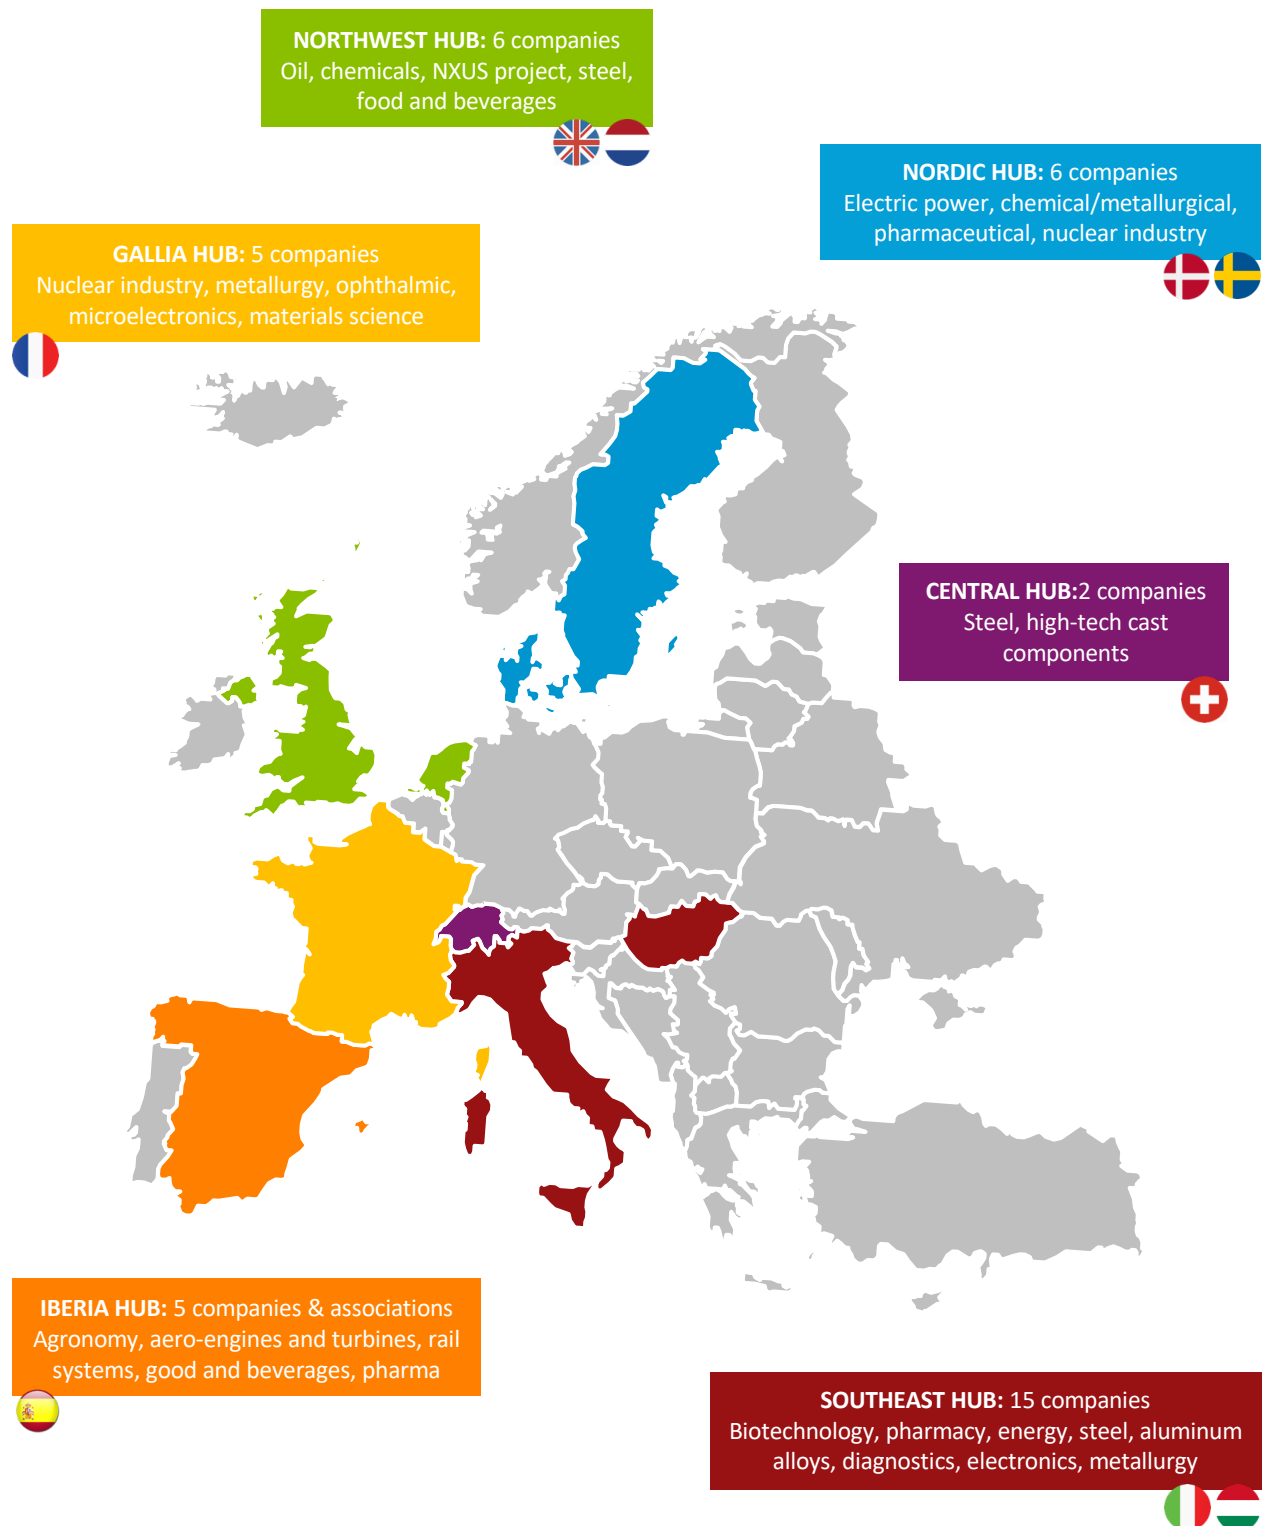 NORTHWEST HUB: 6 companies
Oil, chemicals, NXUS project, steel,
food and beverages
NORDIC HUB: 6 companies
Electric power, chemical/metallurgical,
pharmaceutical, nuclear industry
GALLIA HUB: 5 companies
Nuclear industry, metallurgy, ophthalmic,
microelectronics, materials science
CENTRAL HUB:2 companies
Steel, high-tech cast
components
IBERIA HUB: 5 companies & associations
Agronomy, aero-engines and turbines, rail
systems, good and beverages, pharma
SOUTHEAST HUB: 15 companies
Biotechnology, pharmacy, energy, steel, aluminum
alloys, diagnostics, electronics, metallurgy